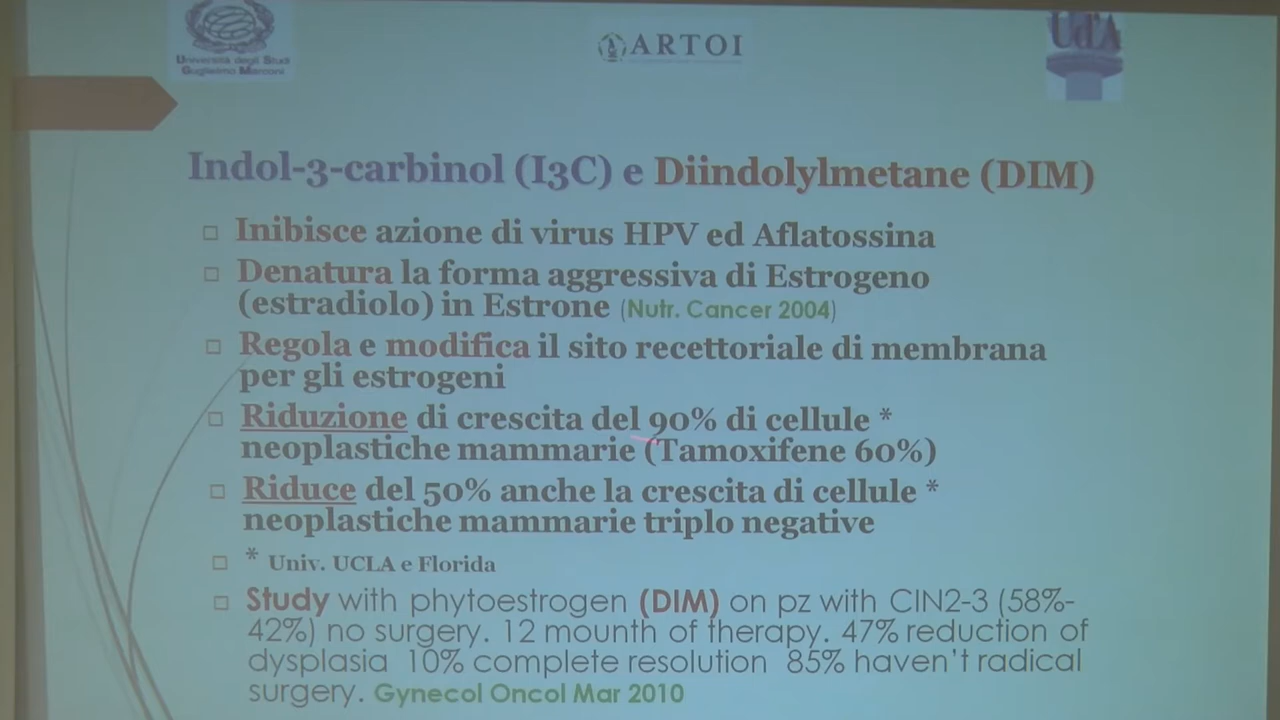 Università degli Studi
Guglielmo Marconi
ARTOI
Ud'A
Indol-3-carbinol (I3C) e Diindolylmetane (DIM)
Inibisce azione di virus HPV ed Aflatossina
Denatura la forma aggressiva di Estrogeno
(estradiolo) in Estrone (Nutr. Cancer 2004)
Regola e modifica il sito recettoriale di membrana
per gli estrogeni
Riduzione di crescita del 90% di cellule *
neoplastiche mammarie (Tamoxifene 60%)
Riduce del 50% anche la crescita di cellule *
neoplastiche mammarie triplo negative
* Univ. UCLA e Florida
Study with phytoestrogen (DIM) on pz with CIN2-3 (58%-
42%) no surgery. 12 mounth of therapy. 47% reduction of
dysplasia 10% complete resolution 85% haven't radical
surgery. Gynecol Oncol Mar 2010